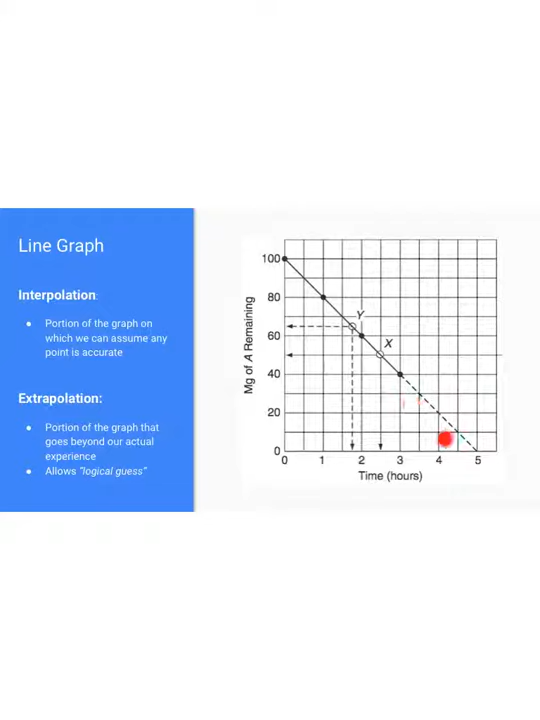 Line Graph
Interpolation:
● Portion of the graph on
which we can assume any
point is accurate
Extrapolation:
● Portion of the graph that
goes beyond our actual
experience
● Allows "logical guess"
Mg of A Remaining
100
80
60
40
20
0
Y
X
0 1 2 3 4 5
Time (hours)